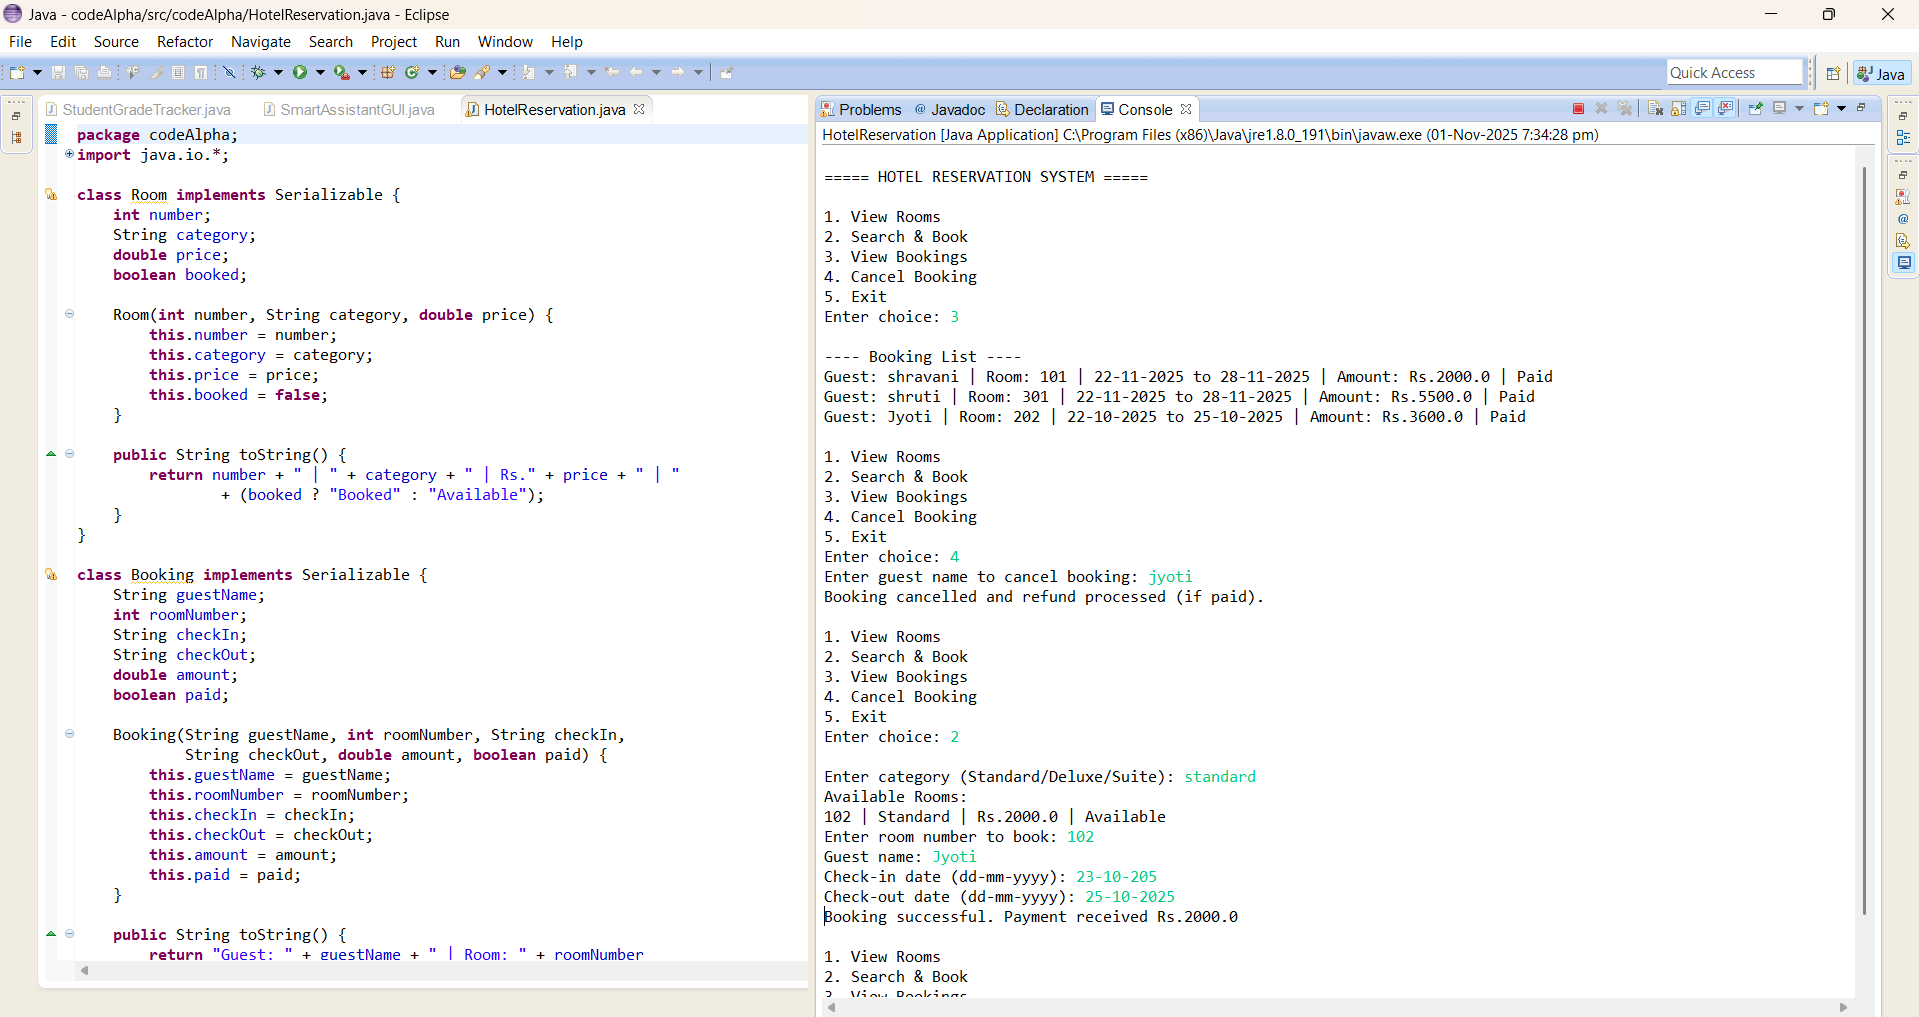 Java - codeAlpha/src/codeAlpha/HotelReservation.java - Eclipse
File Edit Source Refactor Navigate Search Project Run Window Help
Quick Access
Java
StudentGradeTracker.java SmartAssistantGUI.java HotelReservation.java
package codeAlpha;
import java.io.*;
class Room implements Serializable {
int number;
String category;
double price;
boolean booked;
Room(int number, String category, double price) {
this.number = number;
this.category = category;
this.price = price;
this.booked = false;
}
public String toString() {
return number + " | " + category + " | Rs." + price + " | "
+ (booked ? "Booked" : "Available");
}
}
class Booking implements Serializable {
String guestName;
int roomNumber;
String checkIn;
String checkOut;
double amount;
boolean paid;
Booking(String guestName, int roomNumber, String checkIn,
String checkOut, double amount, boolean paid) {
this.guestName = guestName;
this.roomNumber = roomNumber;
this.checkIn = checkIn;
this.checkOut = checkOut;
this.amount = amount;
this.paid = paid;
}
public String toString() {
return "Guest: " + guestName + " | Room: " + roomNumber
Problems @ Javadoc Declaration Console
HotelReservation [Java Application] C:\Program Files (x86)\Java\jre1.8.0_191\bin\javaw.exe (01-Nov-2025 7:34:28 pm)
===== HOTEL RESERVATION SYSTEM =====
1. View Rooms
2. Search & Book
3. View Bookings
4. Cancel Booking
5. Exit
Enter choice: 3
---- Booking List ----
Guest: shravani | Room: 101 | 22-11-2025 to 28-11-2025 | Amount: Rs.2000.0 | Paid
Guest: shruti | Room: 301 | 22-11-2025 to 28-11-2025 | Amount: Rs.5500.0 | Paid
Guest: Jyoti | Room: 202 | 22-10-2025 to 25-10-2025 | Amount: Rs.3600.0 | Paid
1. View Rooms
2. Search & Book
3. View Bookings
4. Cancel Booking
5. Exit
Enter choice: 4
Enter guest name to cancel booking: jyoti
Booking cancelled and refund processed (if paid).
1. View Rooms
2. Search & Book
3. View Bookings
4. Cancel Booking
5. Exit
Enter choice: 2
Enter category (Standard/Deluxe/Suite): standard
Available Rooms:
102 | Standard | Rs.2000.0 | Available
Enter room number to book: 102
Guest name: Jyoti
Check-in date (dd-mm-yyyy): 23-10-205
Check-out date (dd-mm-yyyy): 25-10-2025
Booking successful. Payment received Rs.2000.0
1. View Rooms
2. Search & Book
3. View Bookings